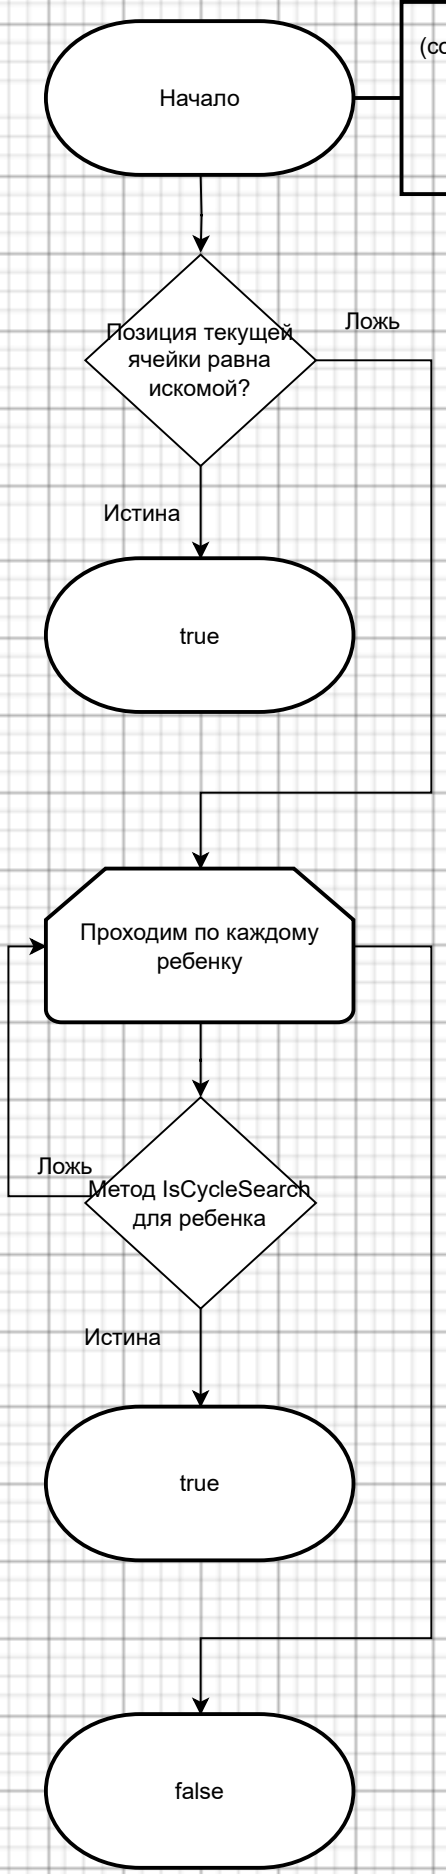 (со
Начало
Позиция текущей
ячейки равна
искомой?
Ложь
Истина
true
Проходим по каждому
ребенку
Ложь
Метод IsCycleSearch
для ребенка
Истина
true
false